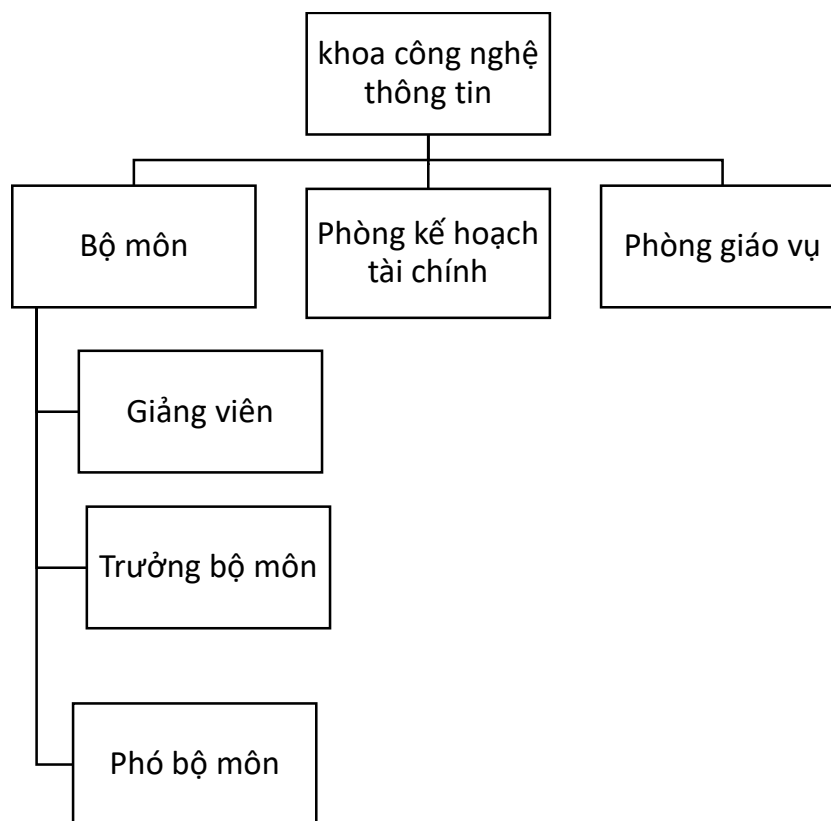 khoa công nghệ
thông tin
Bộ môn
Phòng kế hoạch
tài chính
Phòng giáo vụ
Giảng viên
Trưởng bộ môn
Phó bộ môn